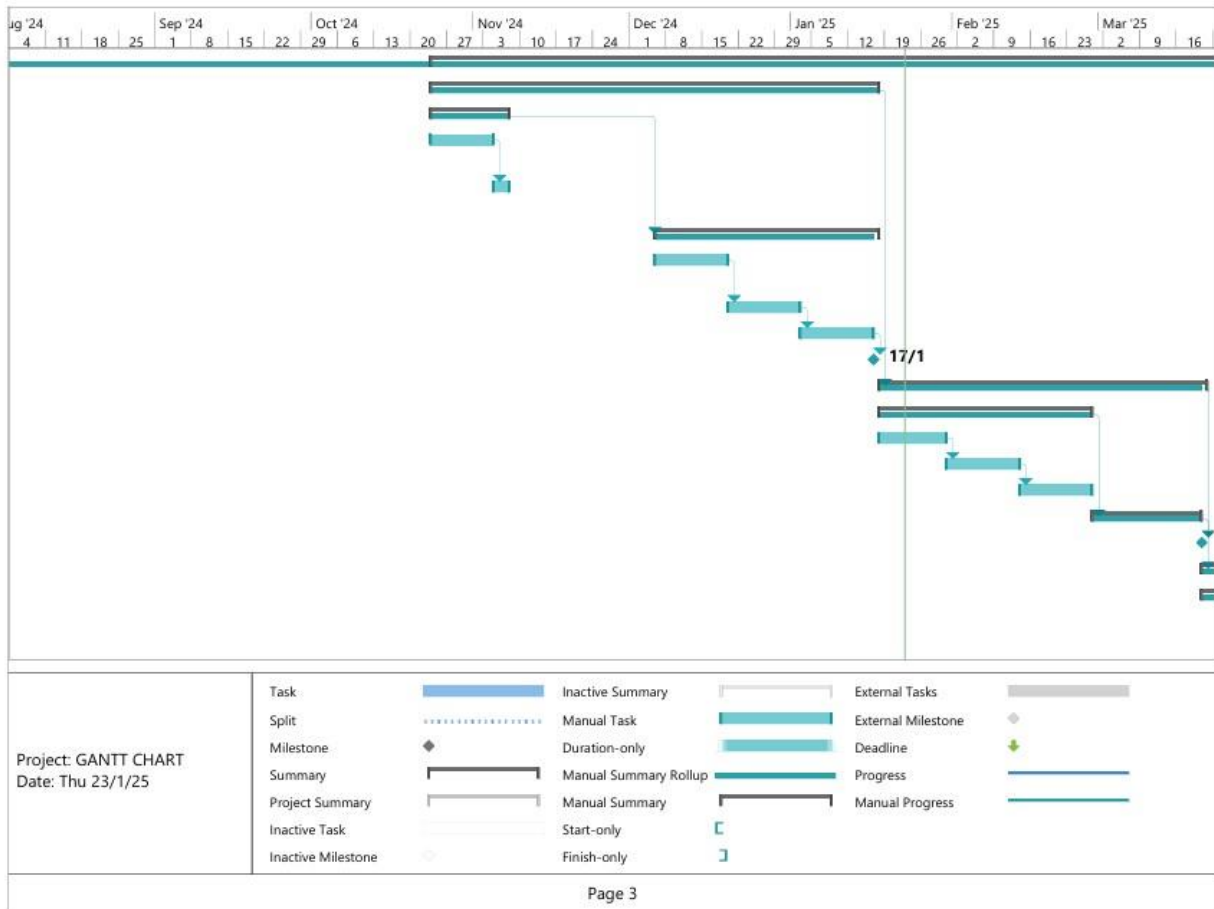 ug '24 Sep '24 Oct '24 Nov '24 Dec '24 Jan '25 Feb '25 Mar '25
4 11 18 25 1 8 15 22 29 6 13 20 27 3 10 17 24 1 8 15 22 29 5 12 19 26 2 9 16 23 2 9 16
17/1
Project: GANTT CHART
Date: Thu 23/1/25
Task
Split
Milestone
Summary
Project Summary
Inactive Task
Inactive Milestone
Inactive Summary
Manual Task
Duration-only
Manual Summary Rollup
Manual Summary
Start-only
Finish-only
External Tasks
External Milestone
Deadline
Progress
Manual Progress
Page 3